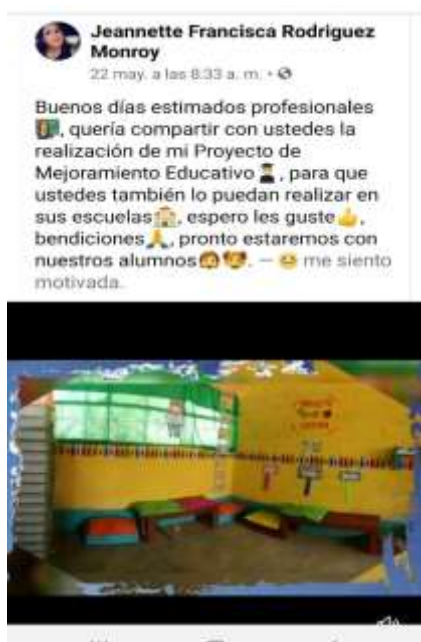 Jeannette Francisca Rodriguez
Monroy
22 may. a las 8:33 a. m. •
Buenos días estimados profesionales
, quería compartir con ustedes la
realización de mi Proyecto de
Mejoramiento Educativo , para que
ustedes también lo puedan realizar en
sus escuelas , espero les guste ,
bendiciones , pronto estaremos con
nuestros alumnos . — me siento
motivada.